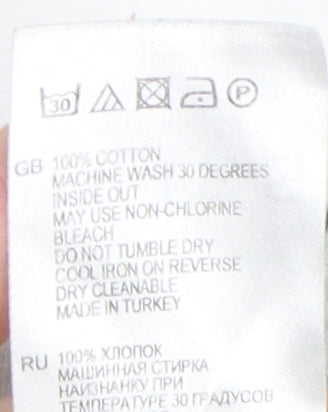 30 P
GB 100% COTTON
MACHINE WASH 30 DEGREES
INSIDE OUT
MAY USE NON-CHLORINE
BLEACH
DO NOT TUMBLE DRY
COOL IRON ON REVERSE
DRY CLEANABLE
MADE IN TURKEY
RU 100% ХЛОПОК
МАШИННАЯ СТИРКА
НАИЗНАНКУ ПРИ
ТЕМПЕРАТУРЕ 30 ГРАДУСОВ